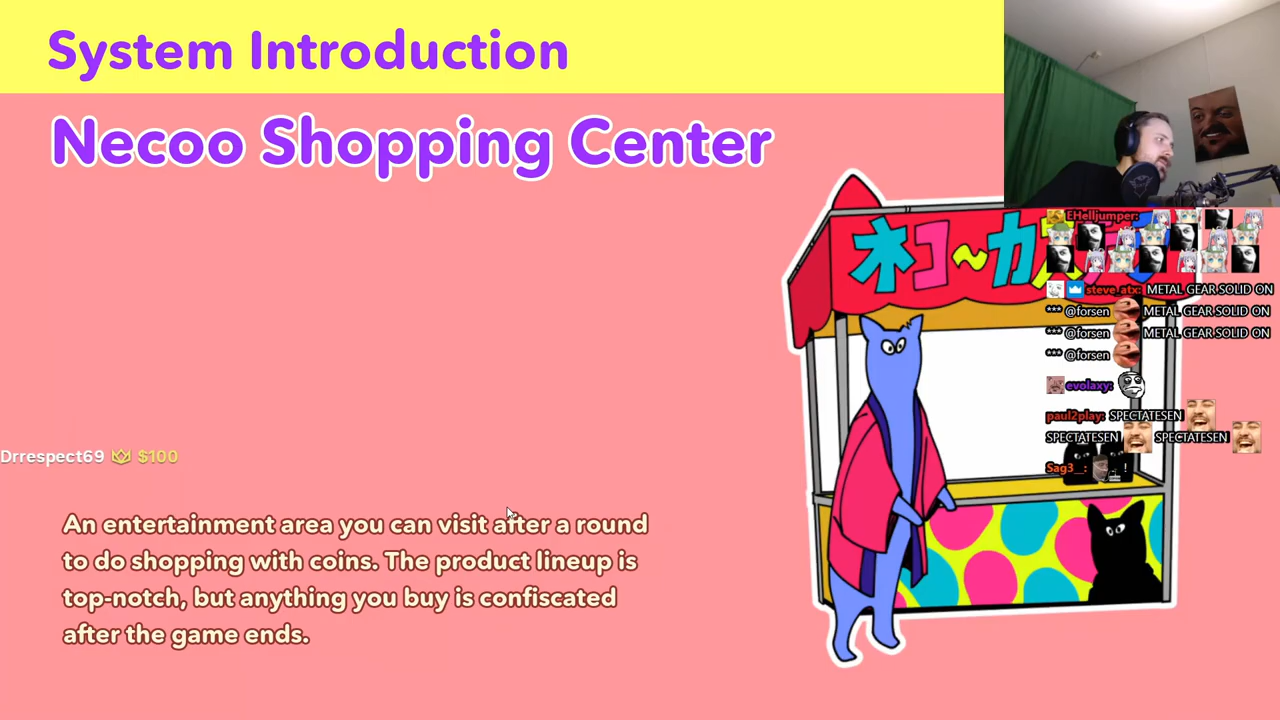 System Introduction
Necoo Shopping Center
ネコ~カ
EHelljumper:
steve_atx: METAL GEAR SOLID ON
*** @forsen METAL GEAR SOLID ON
*** @forsen METAL GEAR SOLID ON
*** @forsen
evolaxy:
paul2play: SPECTATESEN
SPECTATESEN SPECTATESEN
Sag3__: !
Drrespect69 $100
An entertainment area you can visit after a round
to do shopping with coins. The product lineup is
top-notch, but anything you buy is confiscated
after the game ends.